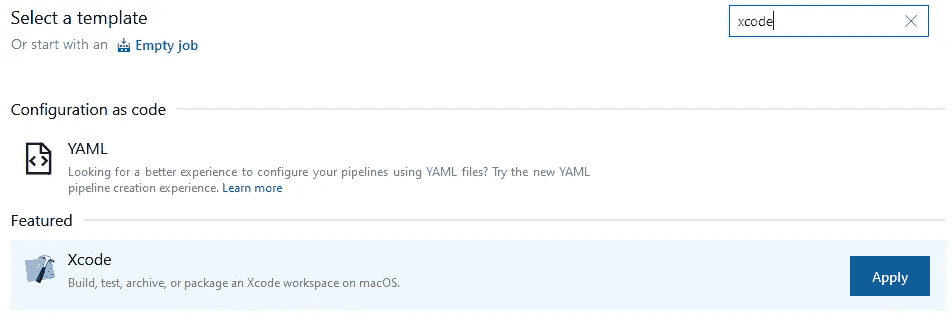 Select a template
xcode
Or start with an Empty job
Configuration as code
YAML
Looking for a better experience to configure your pipelines using YAML files? Try the new YAML
pipeline creation experience. Learn more
Featured
Xcode
Build, test, archive, or package an Xcode workspace on macOS.
Apply